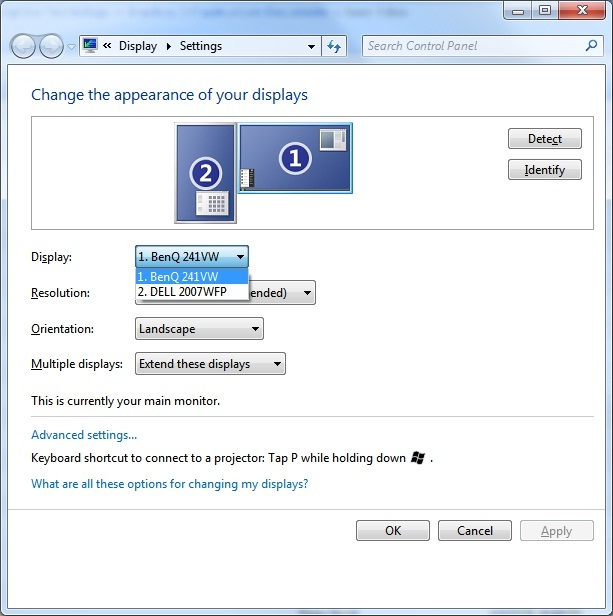 « Display ▸ Settings
Search Control Panel
Change the appearance of your displays
2
1
Detect
Identify
Display:
1. BenQ 241VW
1. BenQ 241VW
2. DELL 2007WFP
Resolution: ended)
Orientation: Landscape
Multiple displays: Extend these displays
This is currently your main monitor.
Advanced settings...
Keyboard shortcut to connect to a projector: Tap P while holding down .
What are all these options for changing my displays?
OK Cancel Apply